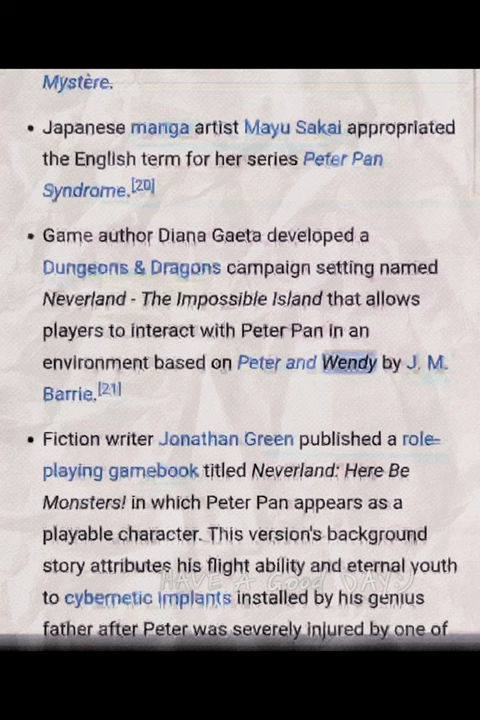 Mystère.
• Japanese manga artist Mayu Sakai appropriated
the English term for her series Peter Pan
Syndrome.[20]
• Game author Diana Gaeta developed a
Dungeons & Dragons campaign setting named
Neverland - The Impossible Island that allows
players to interact with Peter Pan in an
environment based on Peter and Wendy by J. M.
Barrie.[21]
• Fiction writer Jonathan Green published a role-
playing gamebook titled Neverland: Here Be
Monsters! in which Peter Pan appears as a
playable character. This version's background
story attributes his flight ability and eternal youth
HAVE A GOOD DAY
to cybernetic implants installed by his genius
father after Peter was severely injured by one of